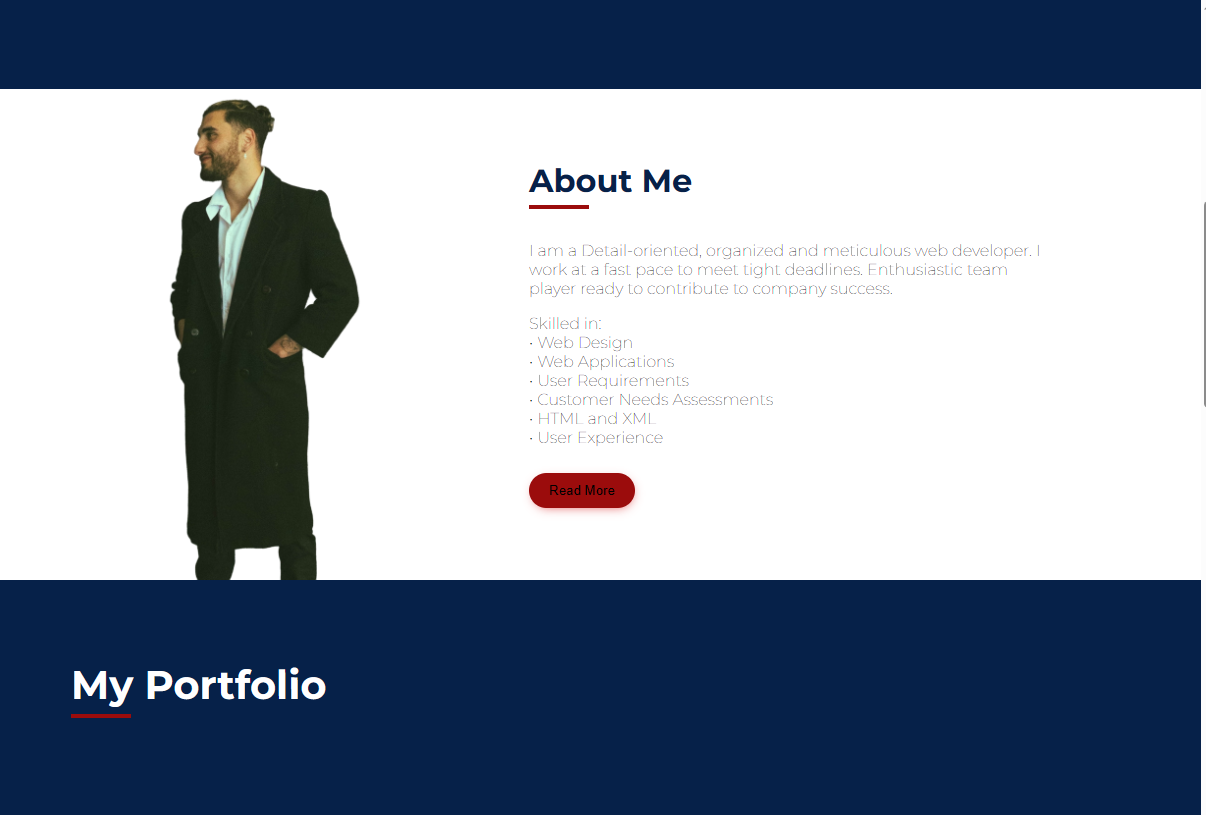 About Me
I am a Detail-oriented, organized and meticulous web developer. I
work at a fast pace to meet tight deadlines. Enthusiastic team
player ready to contribute to company success.
Skilled in:
• Web Design
• Web Applications
• User Requirements
• Customer Needs Assessments
• HTML and XML
• User Experience
Read More
My Portfolio